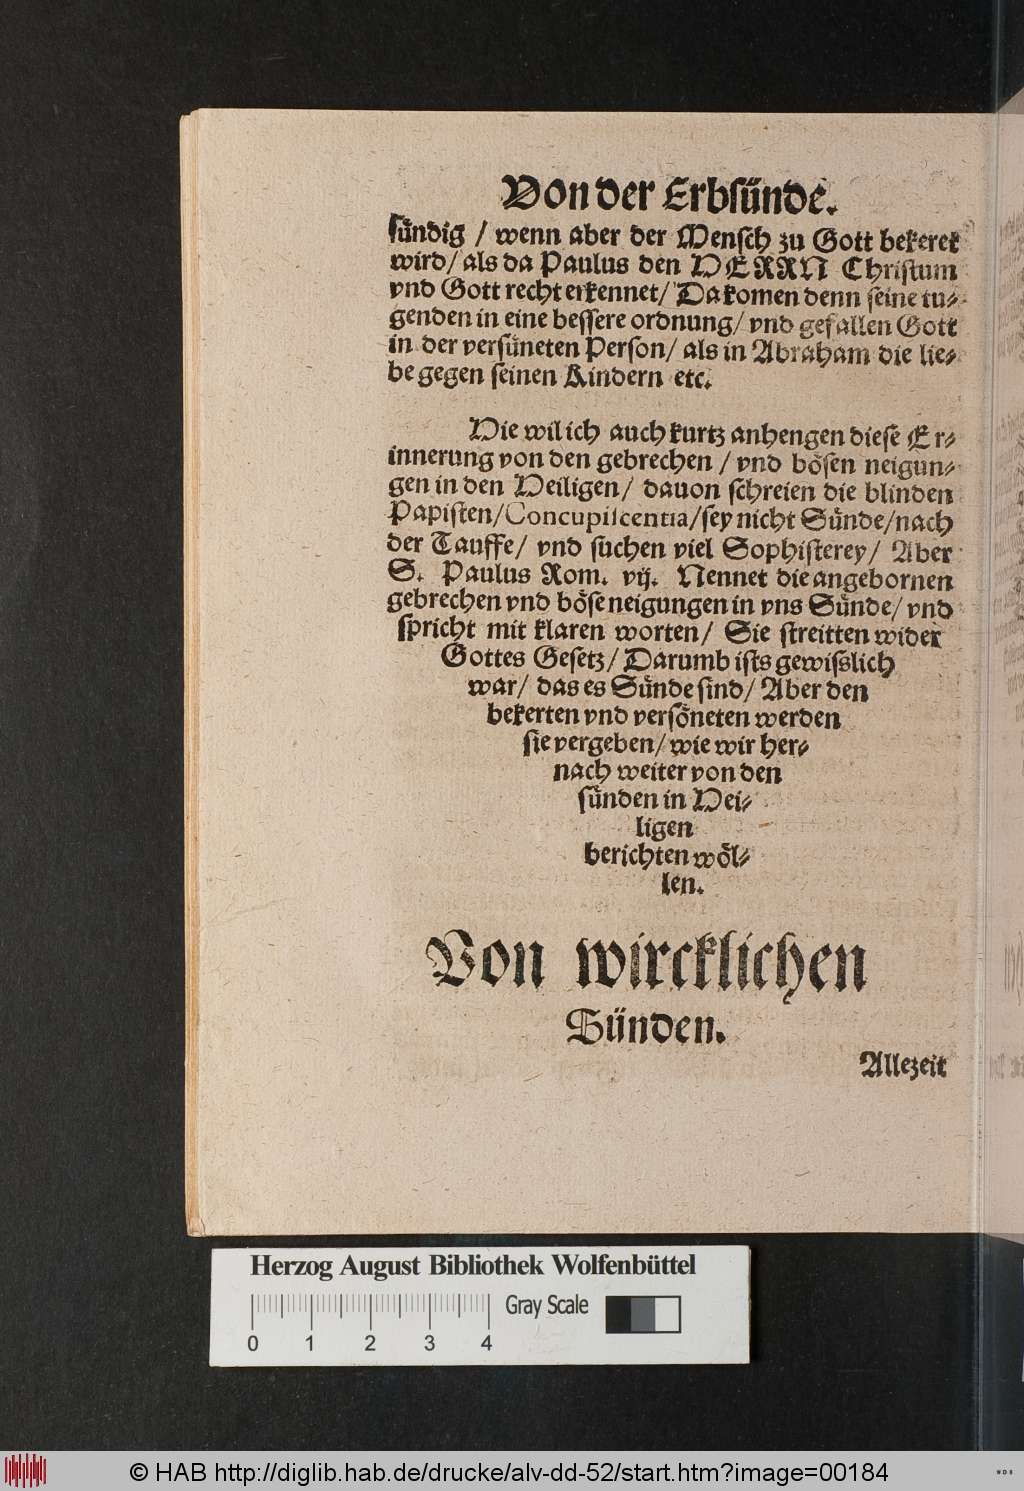 Von der Erbsünde.
sündig / wenn aber der Mensch zu Gott bekeret
wird / als da Paulus den HERRN Christum
vnd Gott recht erkennet / Da komen denn seine tu-
genden in eine bessere ordnung / vnd gefallen Gott
in der versüneten Person / als in Abraham die lie-
be gegen seinen Kindern etc.
Hie wil ich auch kurtz anhengen diese Er-
innerung von den gebrechen / vnd bösen neigun-
gen in den Heiligen / dauon schreien die blinden
Papisten / Concupiscentia / sey nicht Sünde / nach
der Tauffe / vnd suchen viel Sophisterey / Aber
S. Paulus Rom. vij. Nennet die angebornen
gebrechen vnd böse neigungen in vns Sünde / vnd
spricht mit klaren worten / Sie streitten wider
Gottes Gesetz / Darumb ists gewisslich
war / das es Sünde sind / Aber den
bekerten vnd versöneten werden
sie vergeben / wie wir her-
nach weiter von den
sünden in Hei-
ligen
berichten wöl-
len.
Von wircklichen
Sünden.
Allezeit
Herzog August Bibliothek Wolfenbüttel
Gray Scale
0 1 2 3 4
© HAB http://diglib.hab.de/drucke/alv-dd-52/start.htm?image=00184